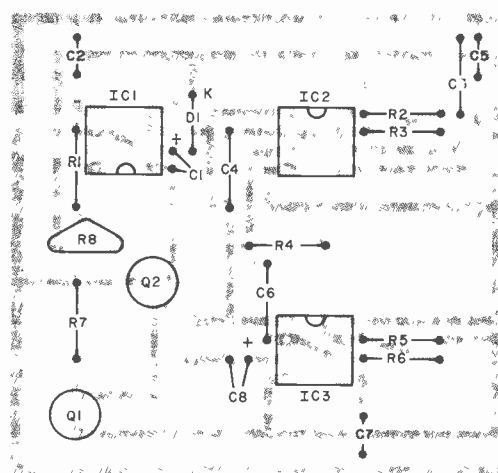 C2
C5
C3
IC1
K
IC2
D1
R2
R3
+
R1
C1
C4
R8
R4
Q2
C6
R7
+
R5
R6
C8
IC3
Q1
C7